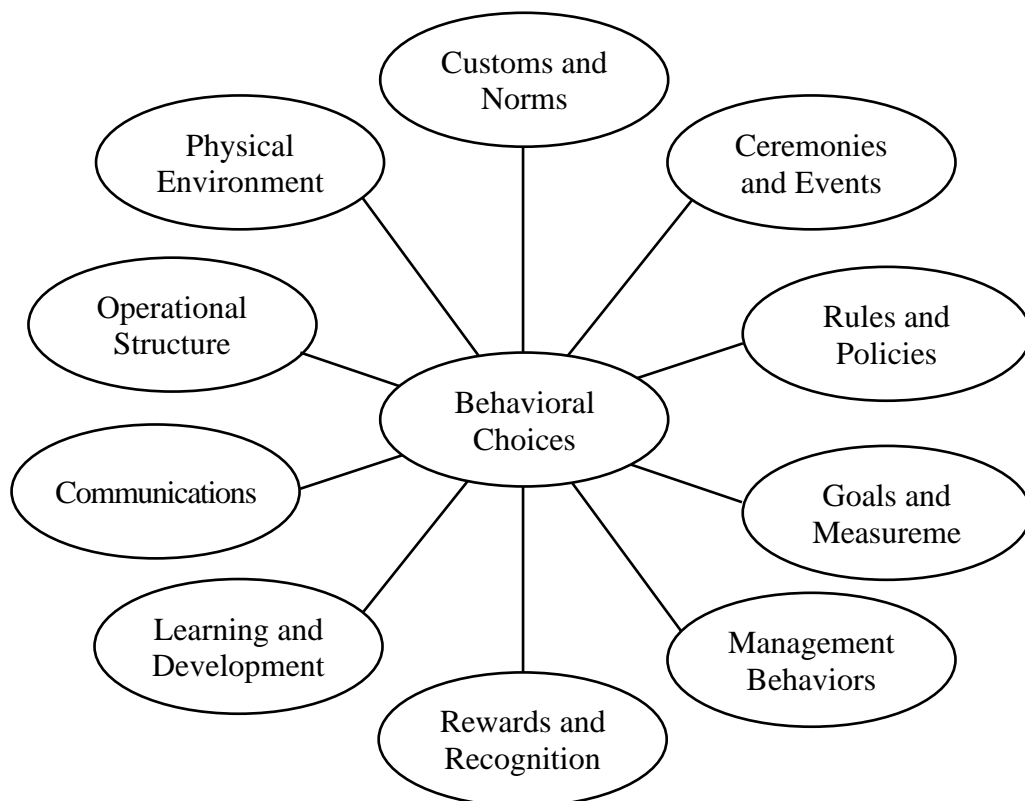 Customs and
Norms
Physical
Environment
Ceremonies
and Events
Operational
Structure
Rules and
Policies
Behavioral
Choices
Communications
Goals and
Measureme
Learning and
Development
Management
Behaviors
Rewards and
Recognition